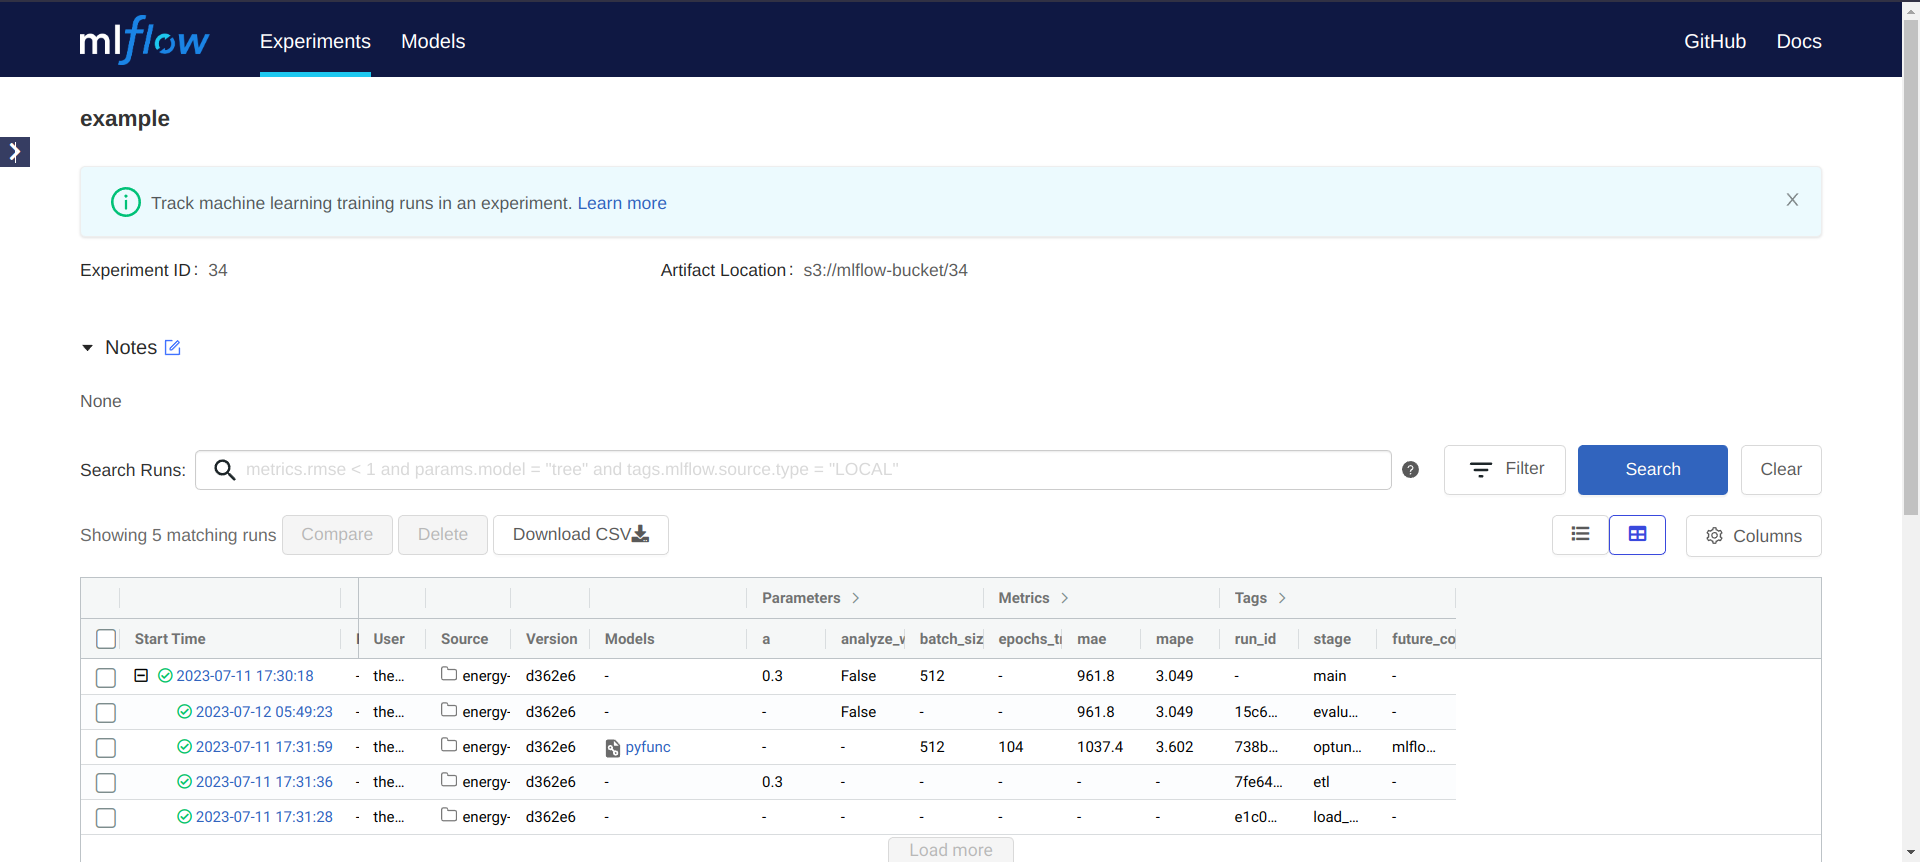 mlflow Experiments Models GitHub Docs
example
Track machine learning training runs in an experiment. Learn more
Experiment ID: 34 Artifact Location: s3://mlflow-bucket/34
Notes
None
Search Runs: metrics.rmse < 1 and params.model = "tree" and tags.mlflow.source.type = "LOCAL" ? Filter Search Clear
Showing 5 matching runs Compare Delete Download CSV Columns
Parameters > Metrics > Tags >
Start Time User Source Version Models a analyze_w batch_siz epochs_tr mae mape run_id stage future_co
2023-07-11 17:30:18 - the... energy- d362e6 - 0.3 False 512 - 961.8 3.049 - main -
2023-07-12 05:49:23 - the... energy- d362e6 - - False - - 961.8 3.049 15c6... evalu... -
2023-07-11 17:31:59 - the... energy- d362e6 pyfunc - - 512 104 1037.4 3.602 738b... optun... mlflo...
2023-07-11 17:31:36 - the... energy- d362e6 - 0.3 - - - - - 7fe64... etl -
2023-07-11 17:31:28 - the... energy- d362e6 - - - - - - - e1c0... load_... -
Load more